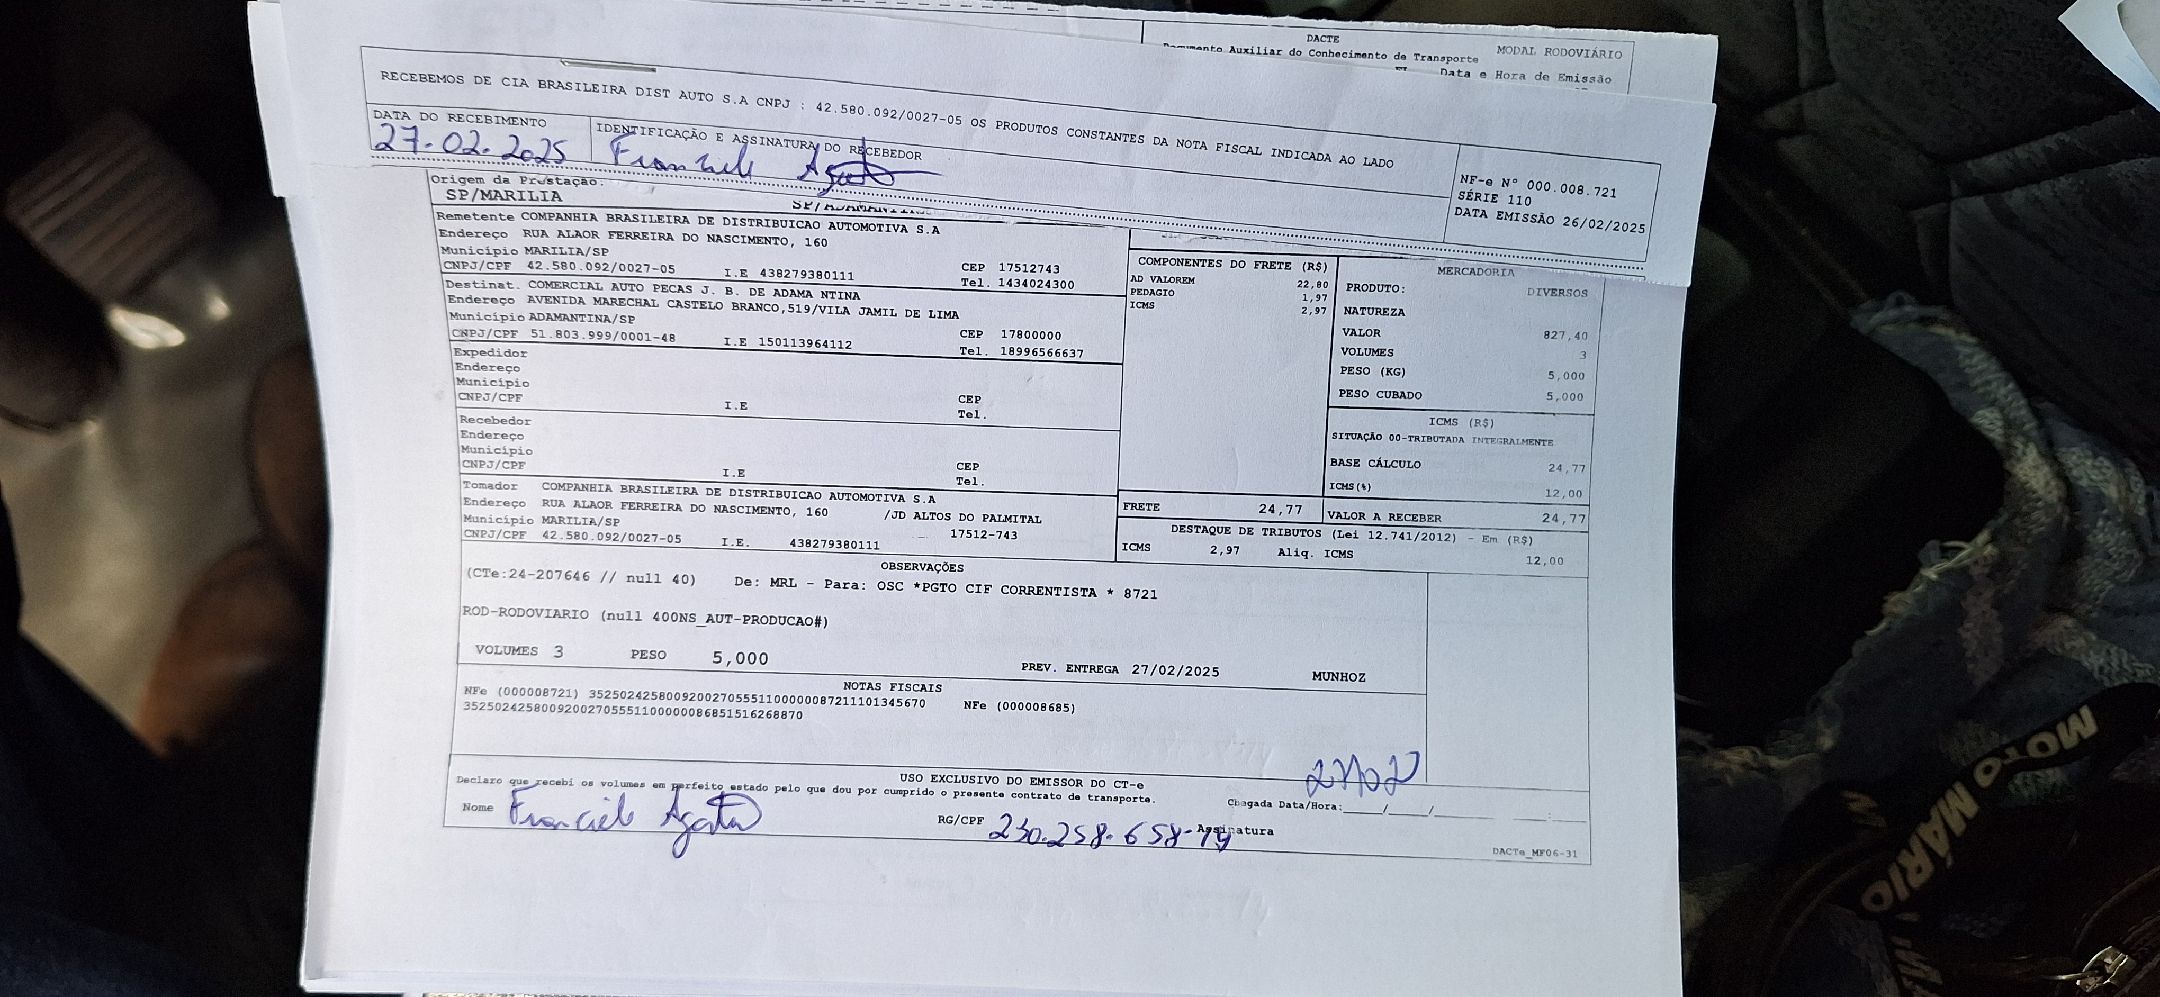 DACTE
MODAL RODOVIÁRIO
Documento Auxiliar do Conhecimento de Transporte
Data e Hora de Emissão
RECEBEMOS DE CIA BRASILEIRA DIST AUTO S.A CNPJ : 42.580.092/0027-05 OS PRODUTOS CONSTANTES DA NOTA FISCAL INDICADA AO LADO
DATA DO RECEBIMENTO
27.02.2025
IDENTIFICAÇÃO E ASSINATURA DO RECEBEDOR
NF-e Nº 000.008.721
SÉRIE 110
DATA EMISSÃO 26/02/2025
Origem da Prestação:
SP/MARILIA
Remetente COMPANHIA BRASILEIRA DE DISTRIBUICAO AUTOMOTIVA S.A
Endereço RUA ALAOR FERREIRA DO NASCIMENTO, 160
Município MARILIA/SP
CEP 17512743
CNPJ/CPF 42.580.092/0027-05 I.E 438279380111 Tel. 1434024300
Destinat. COMERCIAL AUTO PECAS J. B. DE ADAMA NTINA
Endereço AVENIDA MARECHAL CASTELO BRANCO,519/VILA JAMIL DE LIMA
Município ADAMANTINA/SP
CEP 17800000
CNPJ/CPF 51.803.999/0001-48 I.E 150113964112 Tel. 18996566637
Expedidor
Endereço
Município
CEP
CNPJ/CPF I.E Tel.
Recebedor
Endereço
Município
CEP
CNPJ/CPF I.E Tel.
Tomador COMPANHIA BRASILEIRA DE DISTRIBUICAO AUTOMOTIVA S.A
Endereço RUA ALAOR FERREIRA DO NASCIMENTO, 160 /JD ALTOS DO PALMITAL
Município MARILIA/SP 17512-743
CNPJ/CPF 42.580.092/0027-05 I.E. 438279380111
COMPONENTES DO FRETE (R$)
AD VALOREM 22,80
PEDAGIO 1,97
ICMS 2,97
MERCADORIA
PRODUTO: DIVERSOS
NATUREZA
VALOR 827,40
VOLUMES 3
PESO (KG) 5,000
PESO CUBADO 5,000
ICMS (R$)
SITUAÇÃO 00-TRIBUTADA INTEGRALMENTE
BASE CÁLCULO 24,77
ICMS(%) 12,00
FRETE 24,77
VALOR A RECEBER 24,77
DESTAQUE DE TRIBUTOS (Lei 12.741/2012) - Em (R$)
ICMS 2,97 Aliq. ICMS 12,00
OBSERVAÇÕES
(CTe:24-207646 // null 40) De: MRL - Para: OSC *PGTO CIF CORRENTISTA * 8721
ROD-RODOVIARIO (null 400NS_AUT-PRODUCAO#)
VOLUMES 3 PESO 5,000 PREV. ENTREGA 27/02/2025 MUNHOZ
NOTAS FISCAIS
NFe (000008721) 35250242580092002705551100000087211101345670 NFe (000008685)
35250242580092002705551100000086851516268870
USO EXCLUSIVO DO EMISSOR DO CT-e
Declaro que recebi os volumes em perfeito estado pelo que dou por cumprido o presente contrato de transporte.
Chegada Data/Hora:____/____/____ ____:____
Nome
RG/CPF 230.258.658-14
Assinatura
DACTe_MF06-31
MOTO MÁRIO